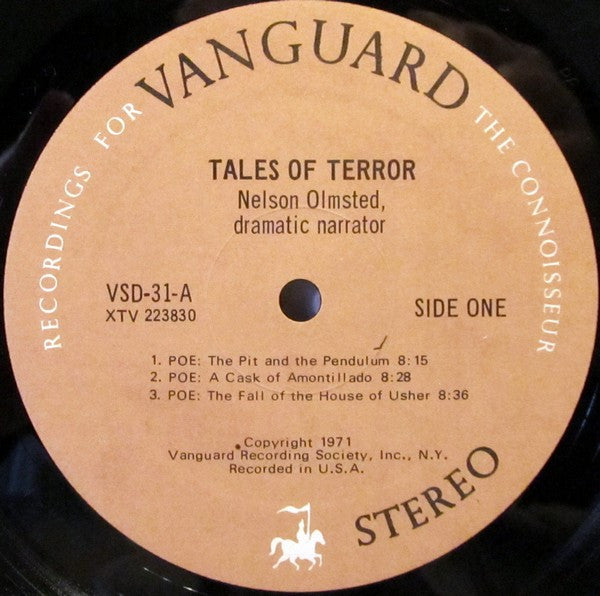 VANGUARD
RECORDINGS FOR THE CONNOISSEUR
TALES OF TERROR
Nelson Olmsted,
dramatic narrator
VSD-31-A
XTV 223830
SIDE ONE
1. POE: The Pit and the Pendulum 8:15
2. POE: A Cask of Amontillado 8:28
3. POE: The Fall of the House of Usher 8:36
Copyright 1971
Vanguard Recording Society, Inc., N.Y.
Recorded in U.S.A.
STEREO